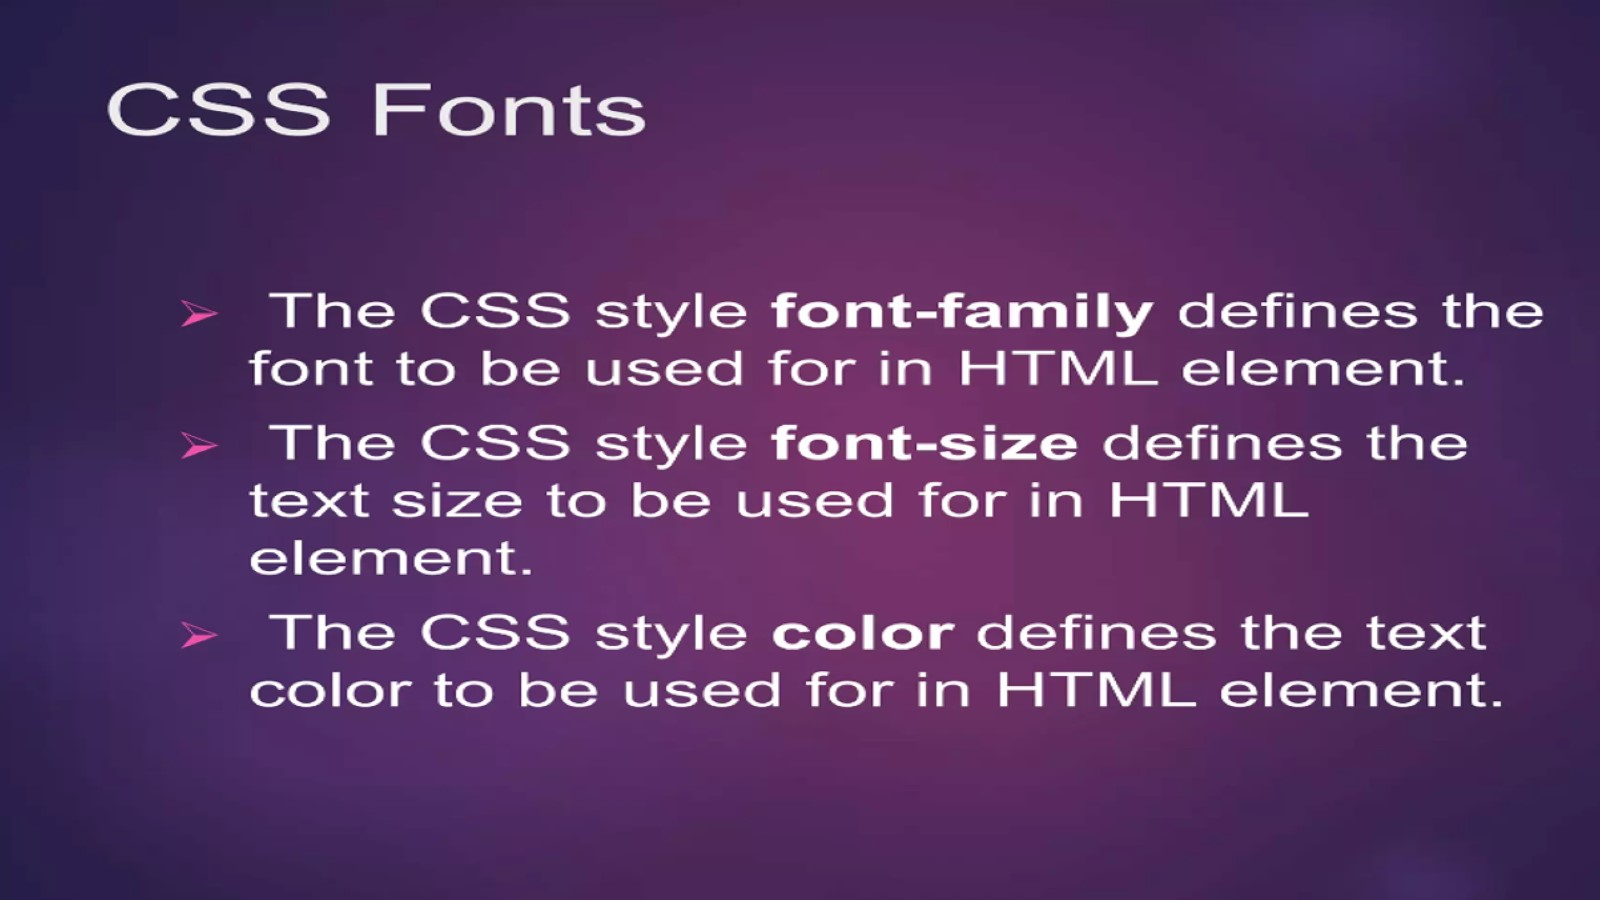 CSS Fonts
➢ The CSS style font-family defines the
font to be used for in HTML element.
➢ The CSS style font-size defines the
text size to be used for in HTML
element.
➢ The CSS style color defines the text
color to be used for in HTML element.